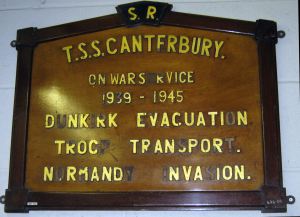 S.R.
T.S.S. CANTERBURY.
ON WAR SERVICE
1939 - 1945
DUNKIRK EVACUATION
TROOP TRANSPORT.
NORMANDY INVASION.